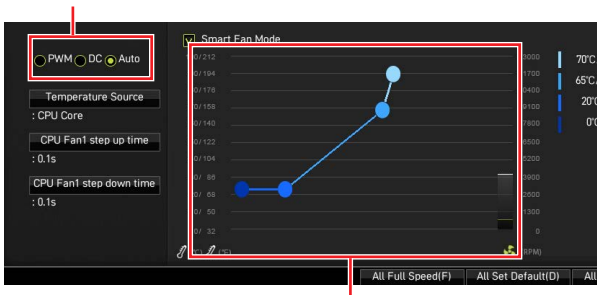 Smart Fan Mode
PWM DC Auto
Temperature Source
: CPU Core
CPU Fan1 step up time
: 0.1s
CPU Fan1 step down time
: 0.1s
0/212
0/194
0/176
0/158
0/140
0/122
0/104
0/ 86
0/ 68
0/ 50
0/ 32
(°C) (°F)
3000
1700
0400
9100
7800
6500
5200
3900
2600
1300
0
(RPM)
70°C
65°C
20°C
0°C
All Full Speed(F) All Set Default(D) All